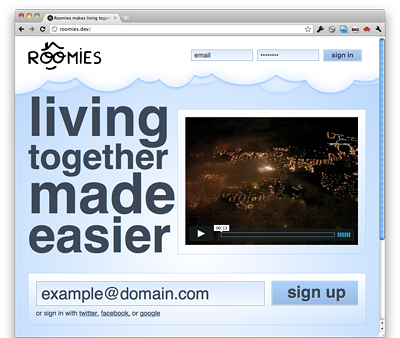 Roomies makes living toget
roomies.dev/
ROOMiES
email
sign in
living
together
made
easier
00:13
example@domain.com
sign up
or sign in with twitter, facebook, or google